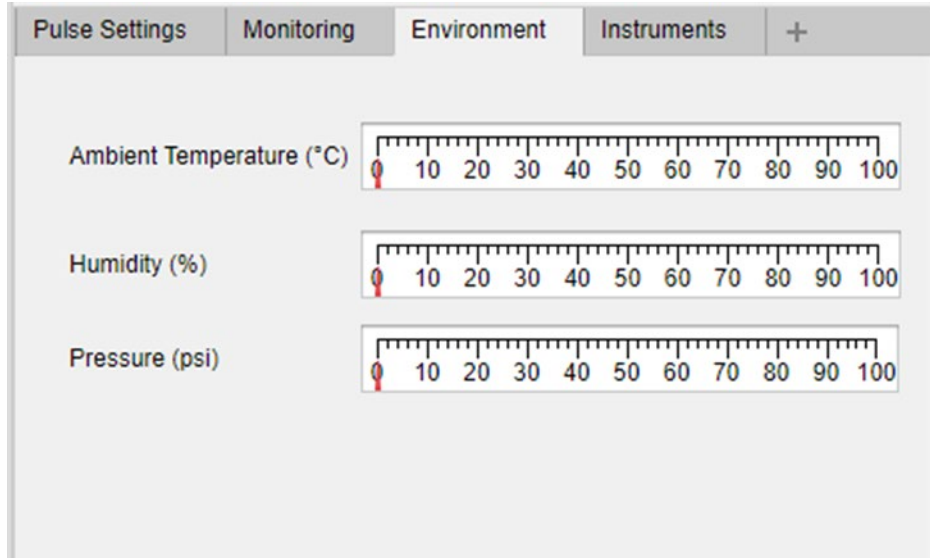 Pulse Settings Monitoring Environment Instruments +
Ambient Temperature (°C) 0 10 20 30 40 50 60 70 80 90 100
Humidity (%) 0 10 20 30 40 50 60 70 80 90 100
Pressure (psi) 0 10 20 30 40 50 60 70 80 90 100